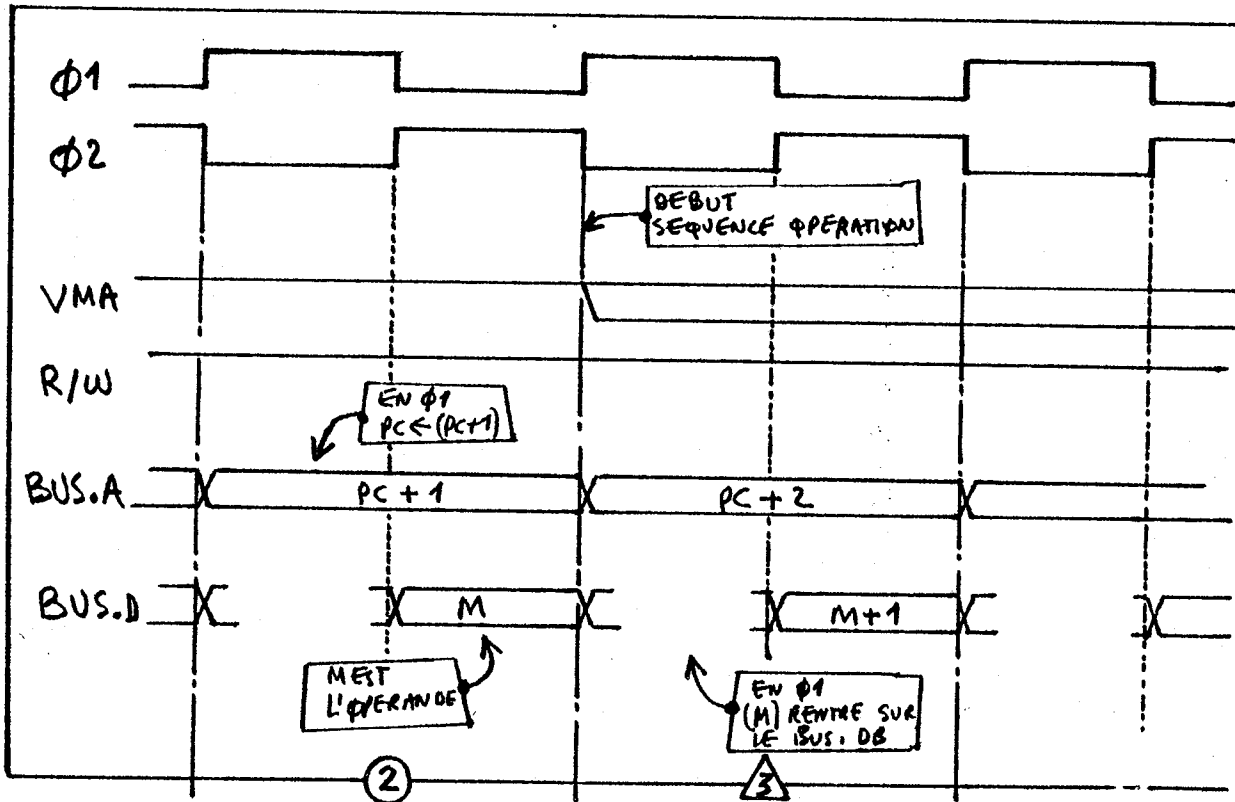 φ1
φ2
DEBUT
SEQUENCE OPERATION
VMA
R/W
EN φ1
PC←(PC+1)
BUS.A
PC + 1
PC + 2
BUS.D
M
M+1
M EST
L'OPERANDE
EN φ1
(M) RENTRE SUR
LE BUS. DB
2
3